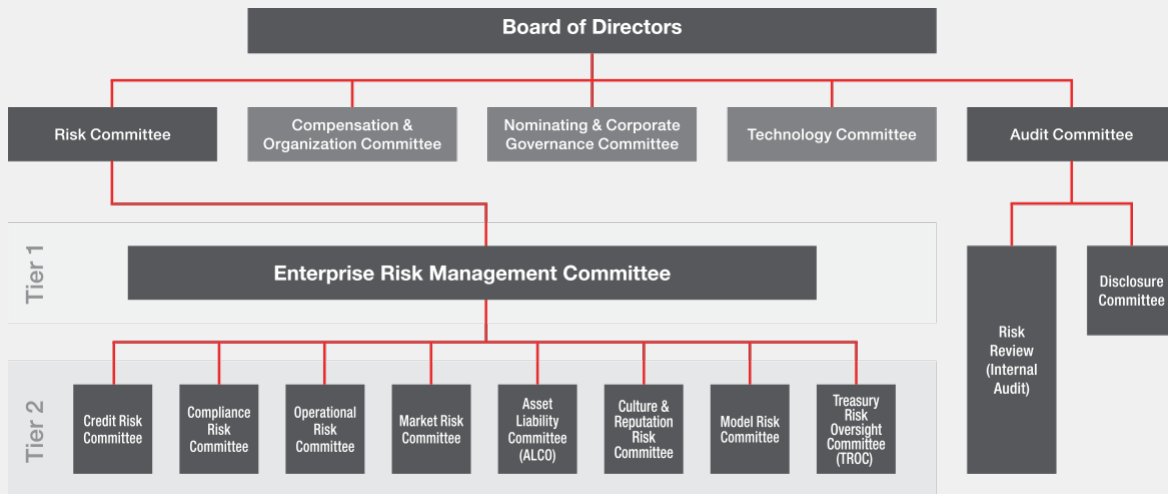 Board of Directors
Risk Committee
Compensation &
Organization Committee
Nominating & Corporate
Governance Committee
Technology Committee
Audit Committee
Tier 1
Enterprise Risk Management Committee
Risk
Review
(Internal
Audit)
Disclosure
Committee
Tier 2
Credit Risk
Committee
Compliance
Risk
Committee
Operational
Risk
Committee
Market Risk
Committee
Asset
Liability
Committee
(ALCO)
Culture &
Reputation
Risk
Committee
Model Risk
Committee
Treasury
Risk
Oversight
Committee
(TROC)